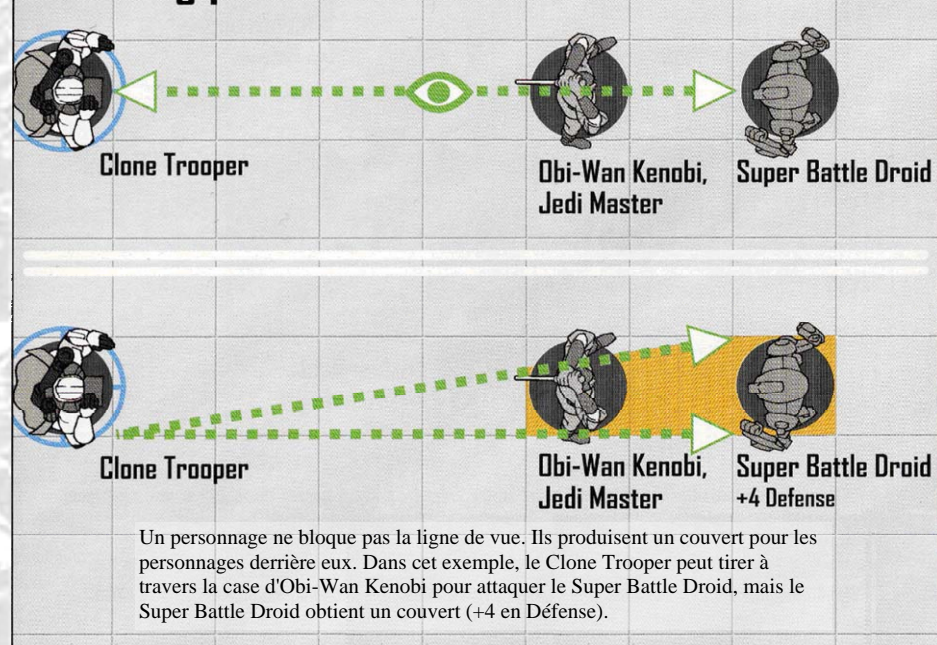 Clone Trooper
Obi-Wan Kenobi,
Jedi Master
Super Battle Droid
Clone Trooper
Obi-Wan Kenobi,
Jedi Master
Super Battle Droid
+4 Defense
Un personnage ne bloque pas la ligne de vue. Ils produisent un couvert pour les
personnages derrière eux. Dans cet exemple, le Clone Trooper peut tirer à
travers la case d'Obi-Wan Kenobi pour attaquer le Super Battle Droid, mais le
Super Battle Droid obtient un couvert (+4 en Défense).